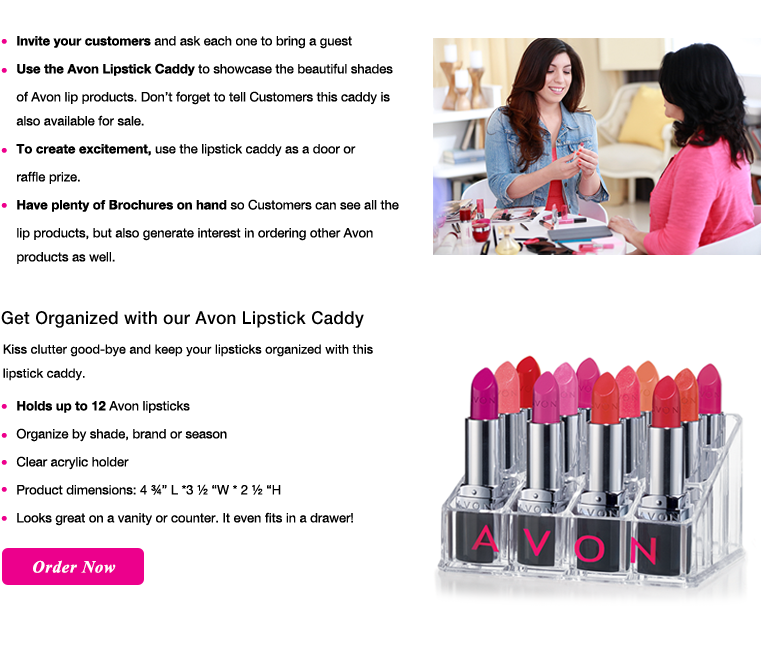 Invite your customers and ask each one to bring a guest
Use the Avon Lipstick Caddy to showcase the beautiful shades
of Avon lip products. Don’t forget to tell Customers this caddy is
also available for sale.
To create excitement, use the lipstick caddy as a door or
raffle prize.
Have plenty of Brochures on hand so Customers can see all the
lip products, but also generate interest in ordering other Avon
products as well.
Get Organized with our Avon Lipstick Caddy
Kiss clutter good-bye and keep your lipsticks organized with this
lipstick caddy.
Holds up to 12 Avon lipsticks
Organize by shade, brand or season
Clear acrylic holder
Product dimensions: 4 ¾” L *3 ½ “W * 2 ½ “H
Looks great on a vanity or counter. It even fits in a drawer!
Order Now
AVON